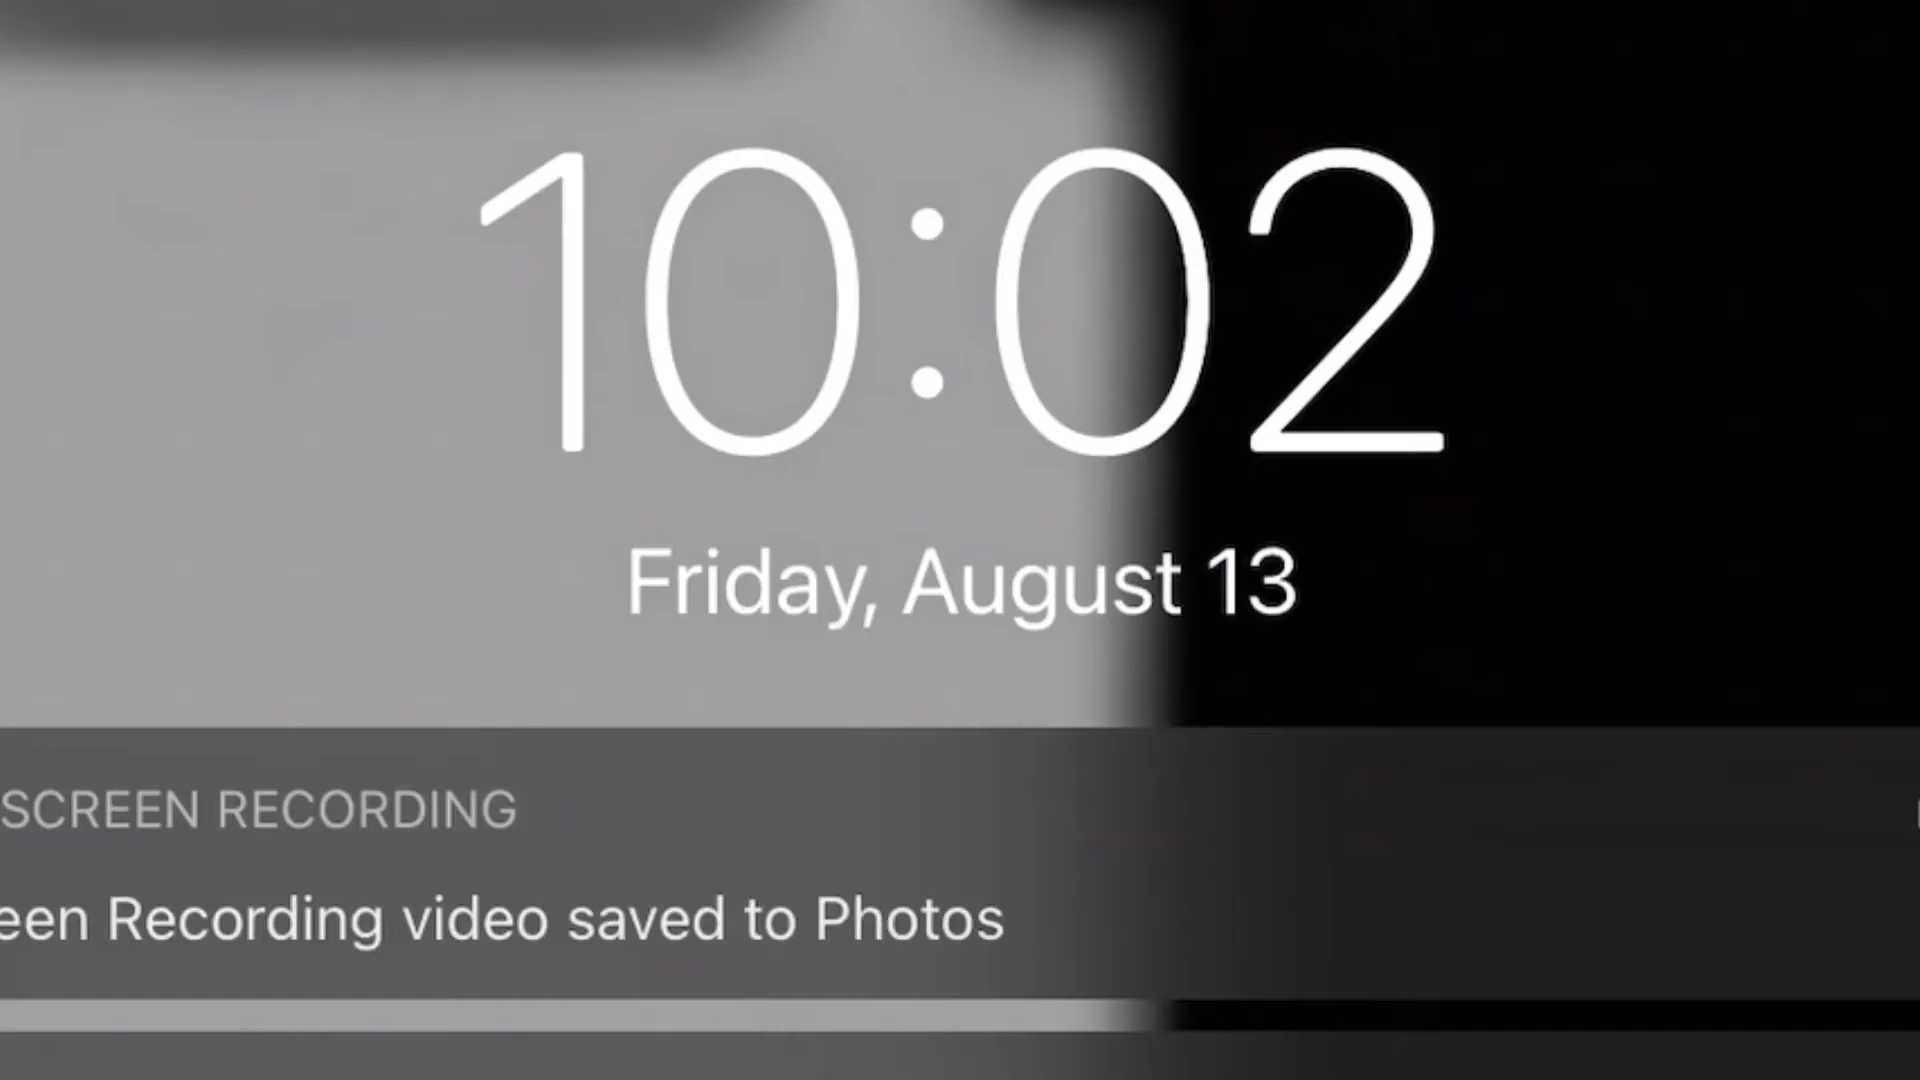 10:02
Friday, August 13
SCREEN RECORDING
een Recording video saved to Photos